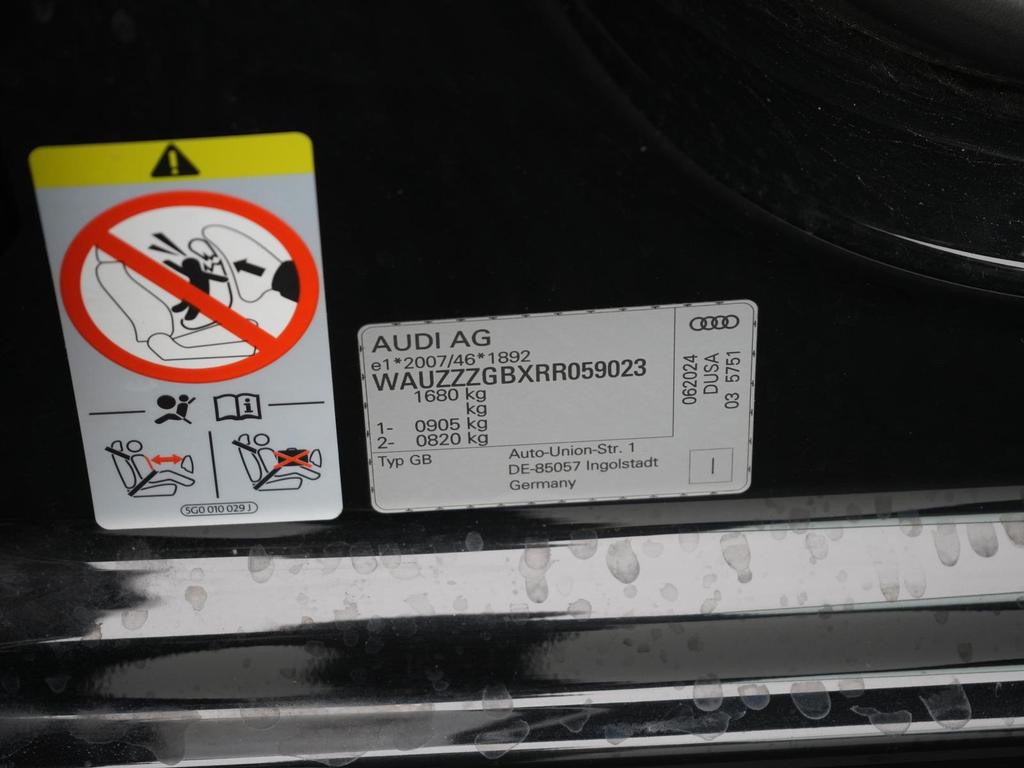 5G0 010 029 J
AUDI AG
e1*2007/46*1892
WAUZZZGBXRR059023
1680 kg
kg
1- 0905 kg
2- 0820 kg
Typ GB
Auto-Union-Str. 1
DE-85057 Ingolstadt
Germany
062024
DUSA
03 5751
I